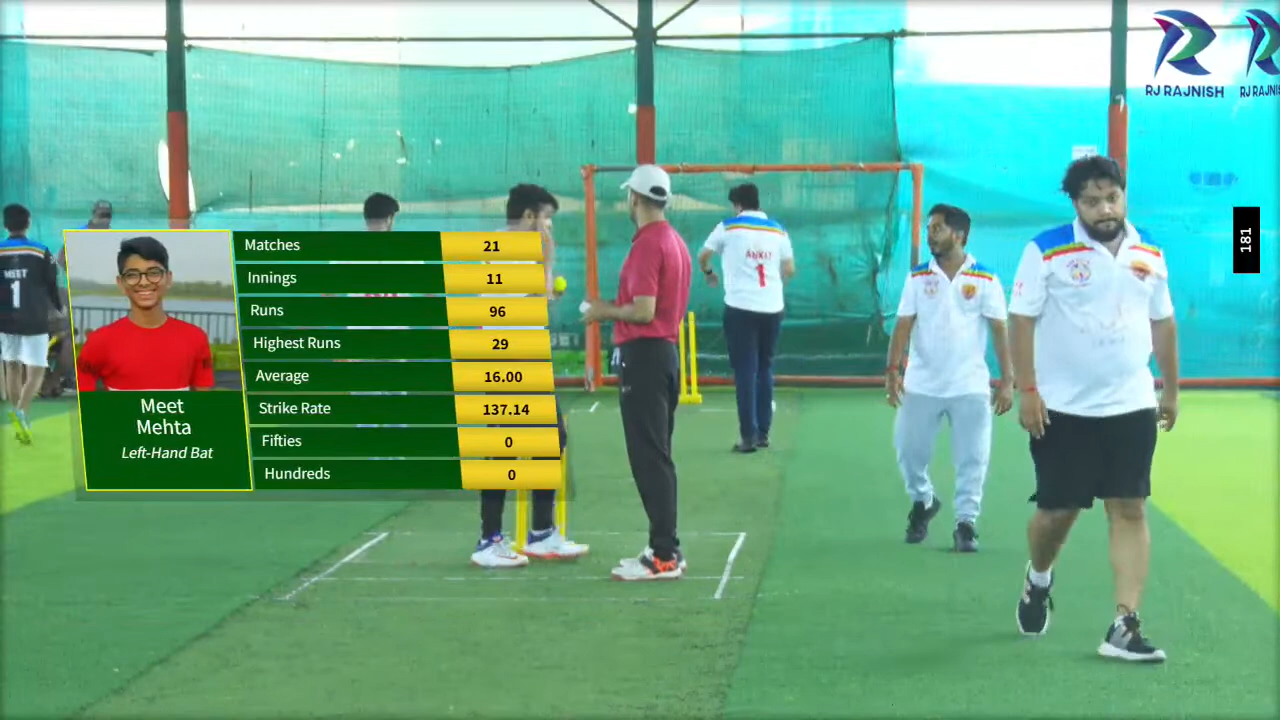 RJ RAJNISH
RJ RAJNIS
181
MEET
1
ANKIT
1
Meet
Mehta
Left-Hand Bat
Matches 21
Innings 11
Runs 96
Highest Runs 29
Average 16.00
Strike Rate 137.14
Fifties 0
Hundreds 0